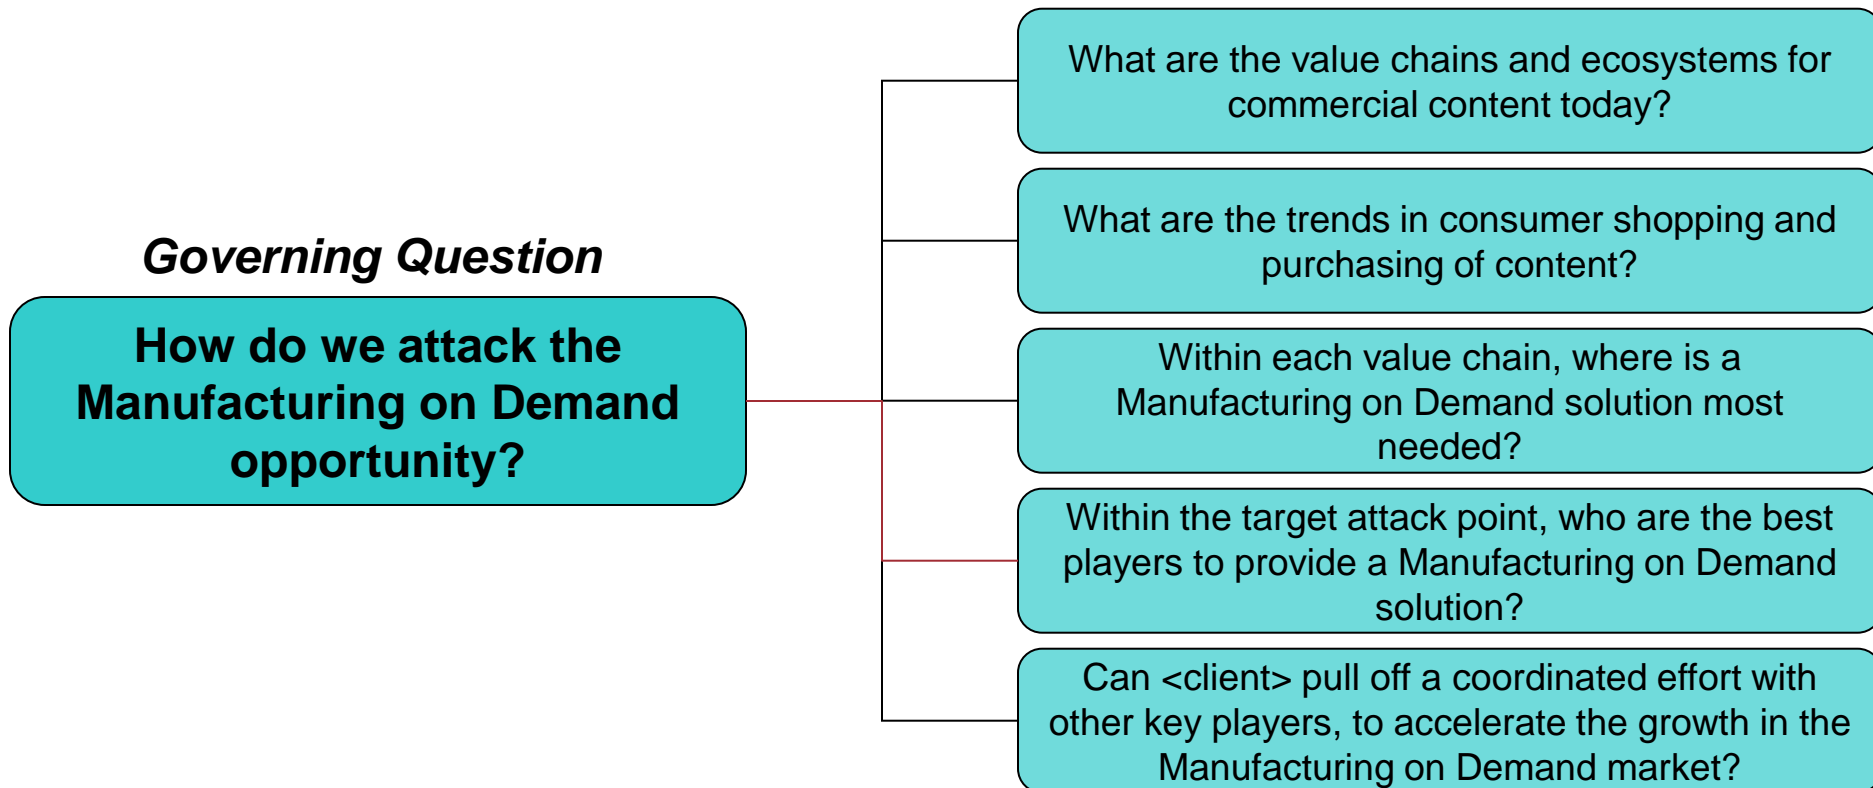 Governing Question
How do we attack the
Manufacturing on Demand
opportunity?
What are the value chains and ecosystems for
commercial content today?
What are the trends in consumer shopping and
purchasing of content?
Within each value chain, where is a
Manufacturing on Demand solution most
needed?
Within the target attack point, who are the best
players to provide a Manufacturing on Demand
solution?
Can <client> pull off a coordinated effort with
other key players, to accelerate the growth in the
Manufacturing on Demand market?